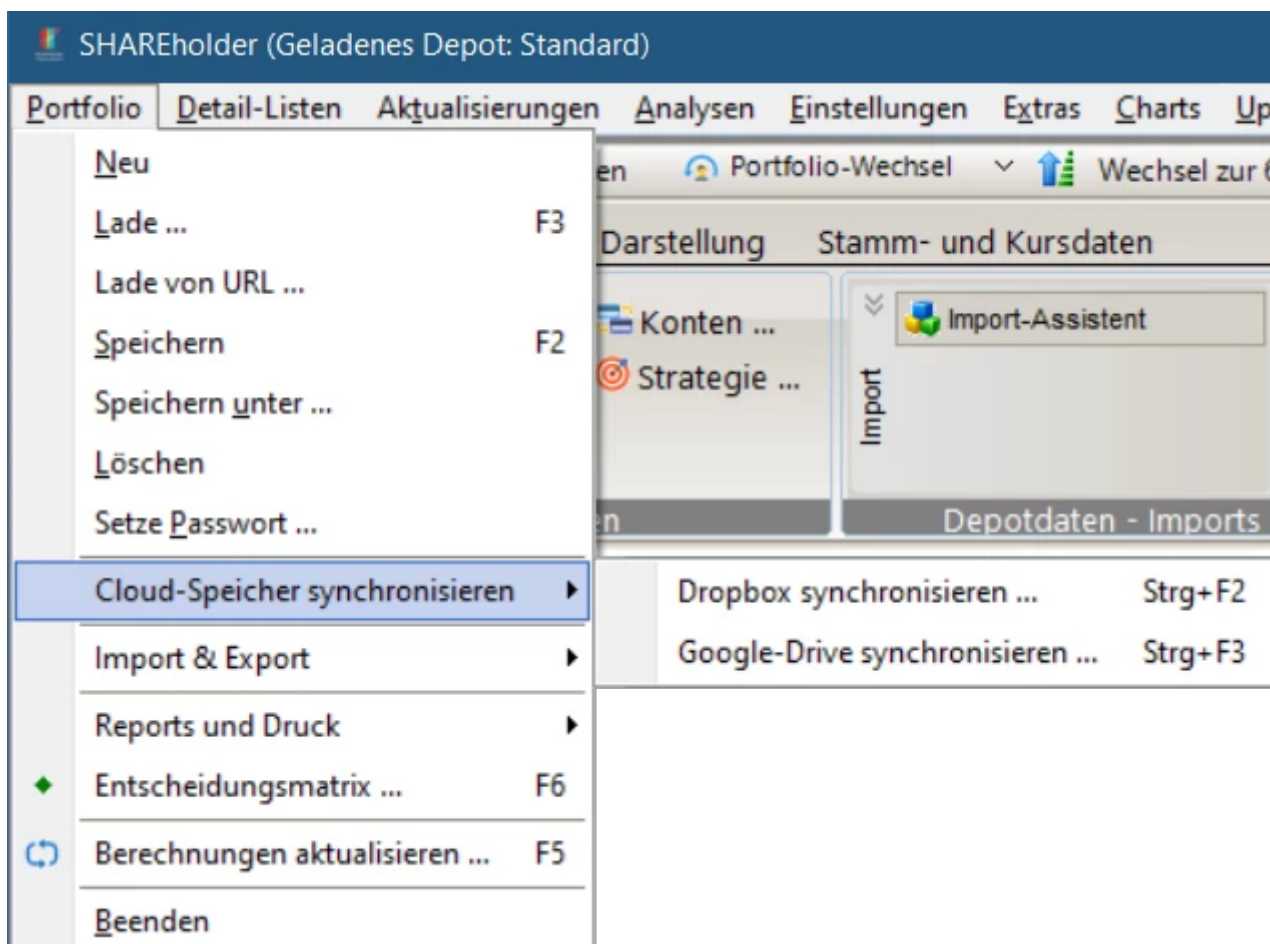 SHAREholder (Geladenes Depot: Standard)
Portfolio Detail-Listen Aktualisierungen Analysen Einstellungen Extras Charts
Neu
Lade ... F3
Lade von URL ...
Speichern F2
Speichern unter ...
Löschen
Setze Passwort ...
Cloud-Speicher synchronisieren
Import & Export
Reports und Druck
Entscheidungsmatrix ... F6
Berechnungen aktualisieren ... F5
Beenden
Portfolio-Wechsel Wechsel zur
Darstellung Stamm- und Kursdaten
Konten ...
Strategie ...
Import
Import-Assistent
Depotdaten - Imports
Dropbox synchronisieren ... Strg+F2
Google-Drive synchronisieren ... Strg+F3